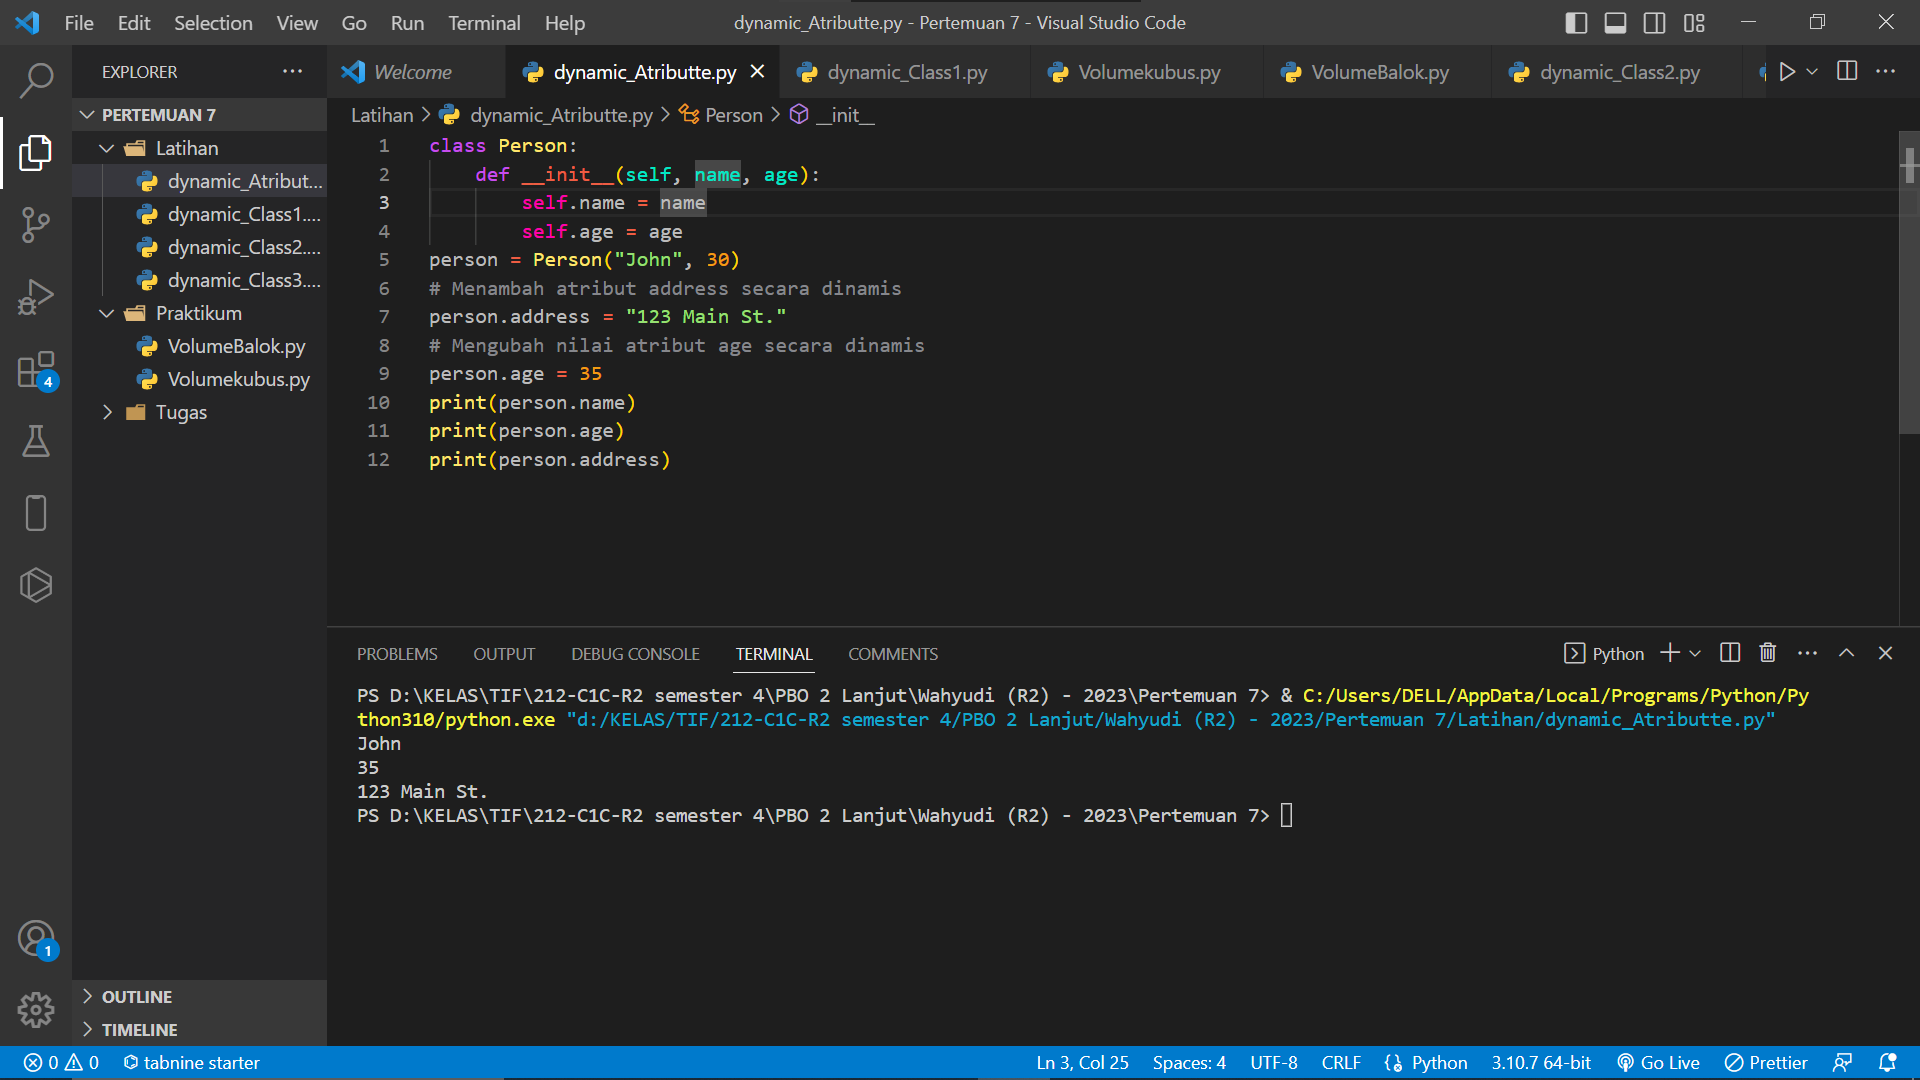 File Edit Selection View Go Run Terminal Help dynamic_Atributte.py - Pertemuan 7 - Visual Studio Code
EXPLORER
Welcome dynamic_Atributte.py dynamic_Class1.py Volumekubus.py VolumeBalok.py dynamic_Class2.py
PERTEMUAN 7
Latihan
dynamic_Atribut...
dynamic_Class1....
dynamic_Class2....
dynamic_Class3....
Praktikum
VolumeBalok.py
Volumekubus.py
Tugas
OUTLINE
TIMELINE
4
1
Latihan > dynamic_Atributte.py > Person > __init__
1 class Person:
2 def __init__(self, name, age):
3 self.name = name
4 self.age = age
5 person = Person("John", 30)
6 # Menambah atribut address secara dinamis
7 person.address = "123 Main St."
8 # Mengubah nilai atribut age secara dinamis
9 person.age = 35
10 print(person.name)
11 print(person.age)
12 print(person.address)
PROBLEMS OUTPUT DEBUG CONSOLE TERMINAL COMMENTS Python
PS D:\KELAS\TIF\212-C1C-R2 semester 4\PBO 2 Lanjut\Wahyudi (R2) - 2023\Pertemuan 7> & C:/Users/DELL/AppData/Local/Programs/Python/Py
thon310/python.exe "d:/KELAS/TIF/212-C1C-R2 semester 4/PBO 2 Lanjut/Wahyudi (R2) - 2023/Pertemuan 7/Latihan/dynamic_Atributte.py"
John
35
123 Main St.
PS D:\KELAS\TIF\212-C1C-R2 semester 4\PBO 2 Lanjut\Wahyudi (R2) - 2023\Pertemuan 7>
0 0 tabnine starter Ln 3, Col 25 Spaces: 4 UTF-8 CRLF Python 3.10.7 64-bit Go Live Prettier